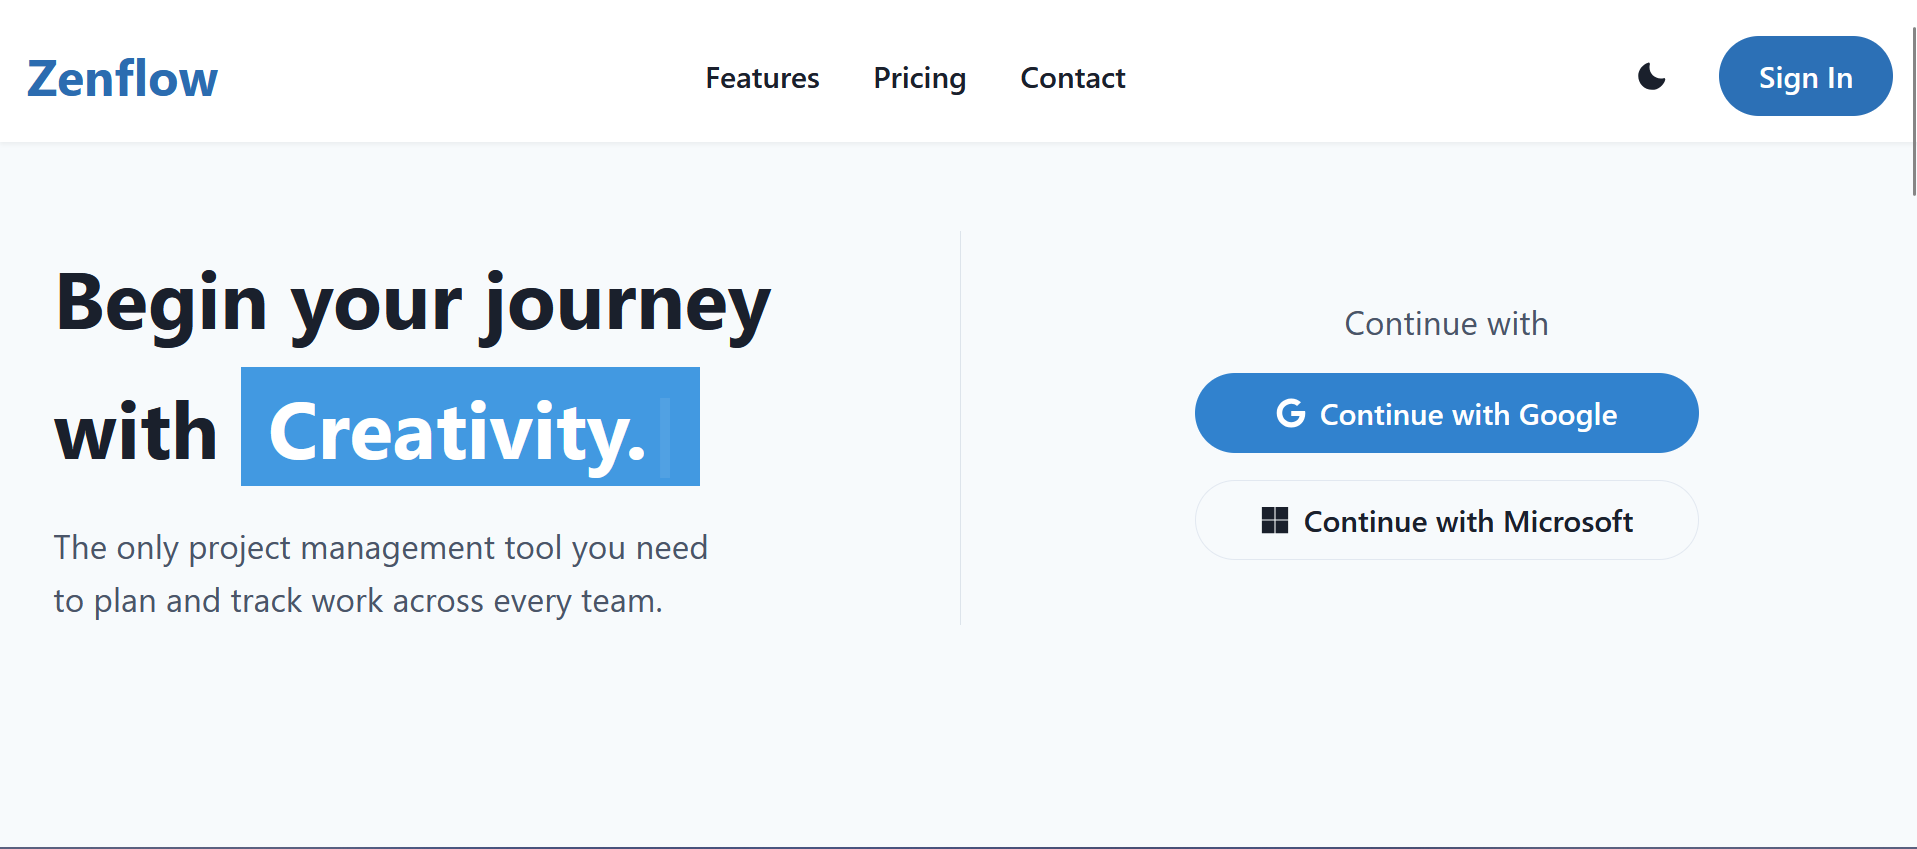 Zenflow
Features
Pricing
Contact
Sign In
Begin your journey
with Creativity.
The only project management tool you need
to plan and track work across every team.
Continue with
Continue with Google
Continue with Microsoft